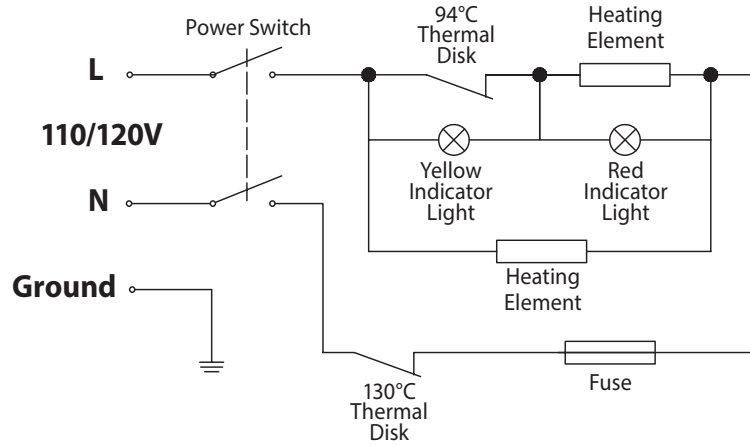 Power Switch
94°C
Thermal
Disk
Heating
Element
L
110/120V
Yellow
Indicator
Light
Red
Indicator
Light
N
Heating
Element
Ground
130°C
Thermal
Disk
Fuse